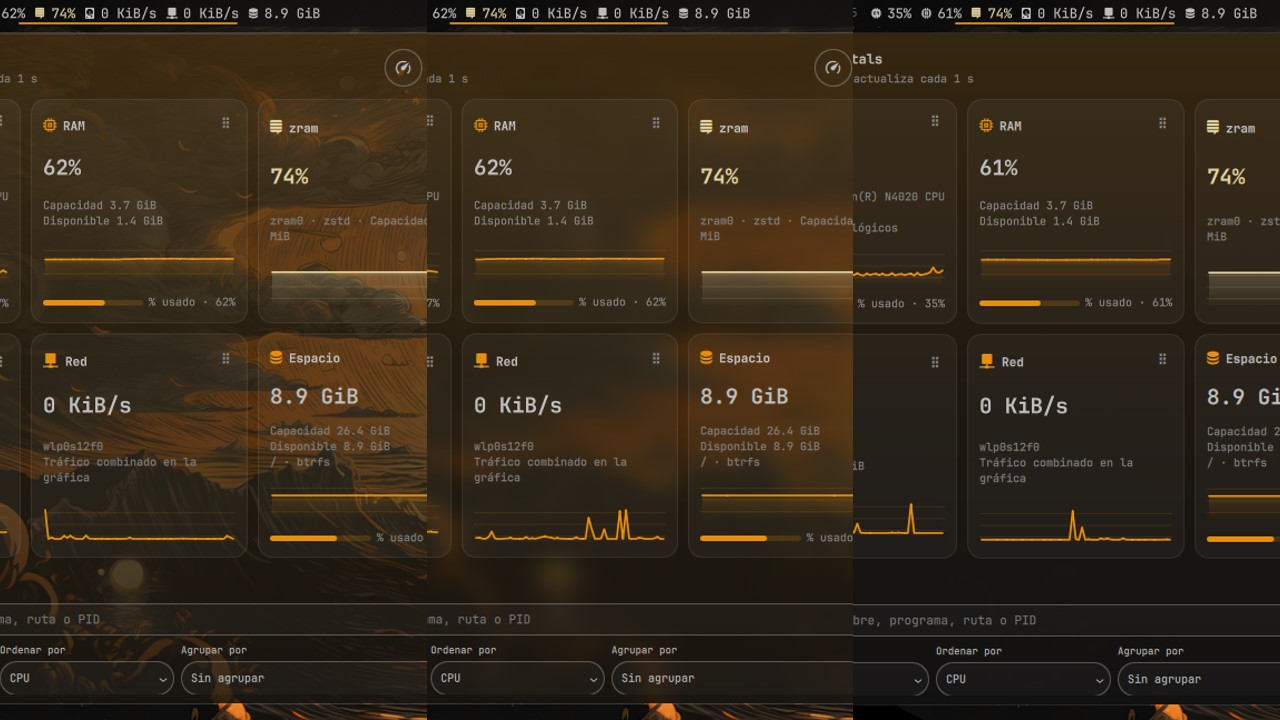 62% 74% 0 KiB/s 0 KiB/s 8.9 GiB
da 1 s
RAM
62%
Capacidad 3.7 GiB
Disponible 1.4 GiB
% usado · 62%
zram
74%
zram0 · zstd · Capacidad
MiB
Red
0 KiB/s
wlp0s12f0
Tráfico combinado en la
gráfica
Espacio
8.9 GiB
Capacidad 26.4 GiB
Disponible 8.9 GiB
/ · btrfs
% usado
ma, ruta o PID
Ordenar por
CPU
Agrupar por
Sin agrupar
62% 74% 0 KiB/s 0 KiB/s 8.9 GiB
da 1 s
PU
7%
RAM
62%
Capacidad 3.7 GiB
Disponible 1.4 GiB
% usado · 62%
zram
74%
zram0 · zstd · Capacida
MiB
Red
0 KiB/s
wlp0s12f0
Tráfico combinado en la
gráfica
Espacio
8.9 GiB
Capacidad 26.4 GiB
Disponible 8.9 GiB
/ · btrfs
% usado
ma, ruta o PID
Ordenar por
CPU
Agrupar por
Sin agrupar
35% 61% 74% 0 KiB/s 0 KiB/s 8.9 GiB
tals
actualiza cada 1 s
n(R) N4020 CPU
lógicos
% usado · 35%
RAM
61%
Capacidad 3.7 GiB
Disponible 1.4 GiB
% usado · 61%
zram
74%
zram0 · zst
MiB
iB
Red
0 KiB/s
wlp0s12f0
Tráfico combinado en la
gráfica
Espacio
8.9 Gi
Capacidad 2
Disponible
/ · btrfs
bre, programa, ruta o PID
Ordenar por
CPU
Agrupar por
Sin agrupar